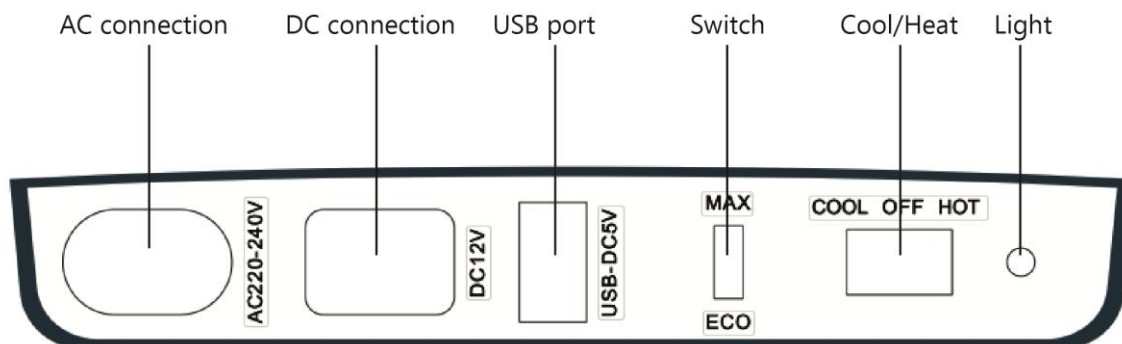 AC connection DC connection USB port Switch Cool/Heat Light
AC220-240V
DC12V
USB-DC5V
MAX
ECO
COOL OFF HOT